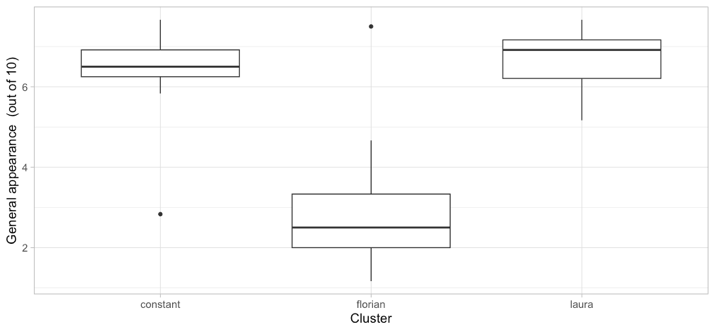 General appearance (out of 10)
6
4
2
constant florian laura
Cluster